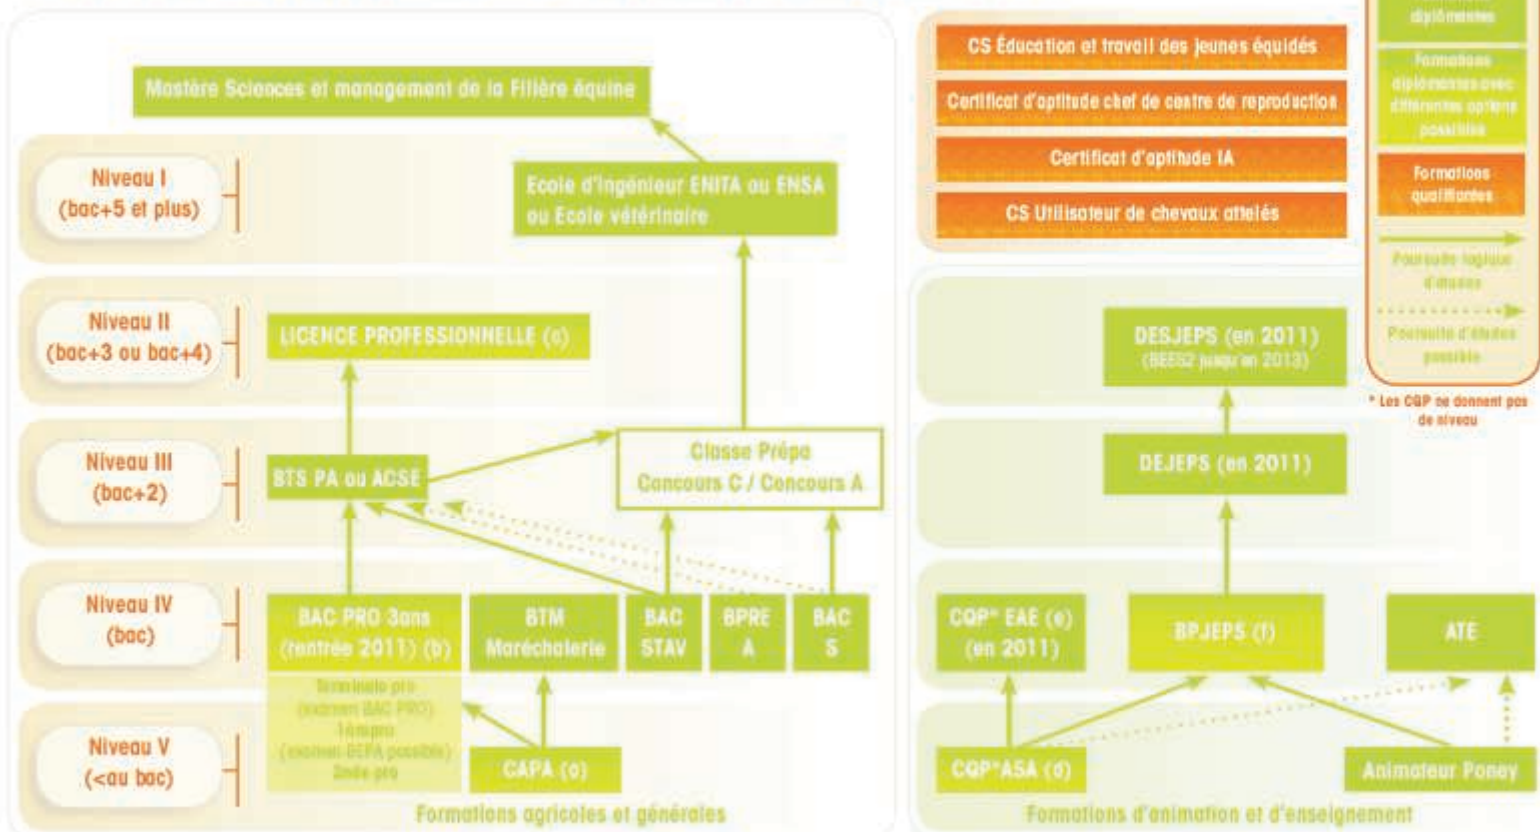 Mastère Sciences et management de la Filière équine
Niveau I
(bac+5 et plus)
Ecole d'ingénieur ENITA ou ENSA
ou Ecole vétérinaire
Niveau II
(bac+3 ou bac+4)
LICENCE PROFESSIONNELLE (c)
Niveau III
(bac+2)
BTS PA ou ACSE
Classe Prépa
Concours C / Concours A
Niveau IV
(bac)
BAC PRO 3ans
(rentrée 2011) (b)
BTM
Maréchalerie
BAC
STAV
BPRE
A
BAC
S
Terminale pro
(examen BAC PRO)
(examen BEPA possible)
2nde pro
Niveau V
(<au bac)
CAPA (a)
Formations agricoles et générales
CS Éducation et travail des jeunes équidés
Certificat d'aptitude chef de centre de reproduction
Certificat d'aptitude IA
CS Utilisateur de chevaux attelés
DESJEPS (en 2011)
(BEES2 jusqu'en 2013)
DEJEPS (en 2011)
CQP* EAE (e)
(en 2011)
BPJEPS (f)
ATE
CQP*ASA (d)
Animateur Poney
Formations d'animation et d'enseignement
diplômantes
Formations
diplômantes avec
différentes options
possibles
Formations
qualifiantes
Poursuite logique
d'études
Poursuite d'études
possible
* Les CQP ne donnent pas
de niveau